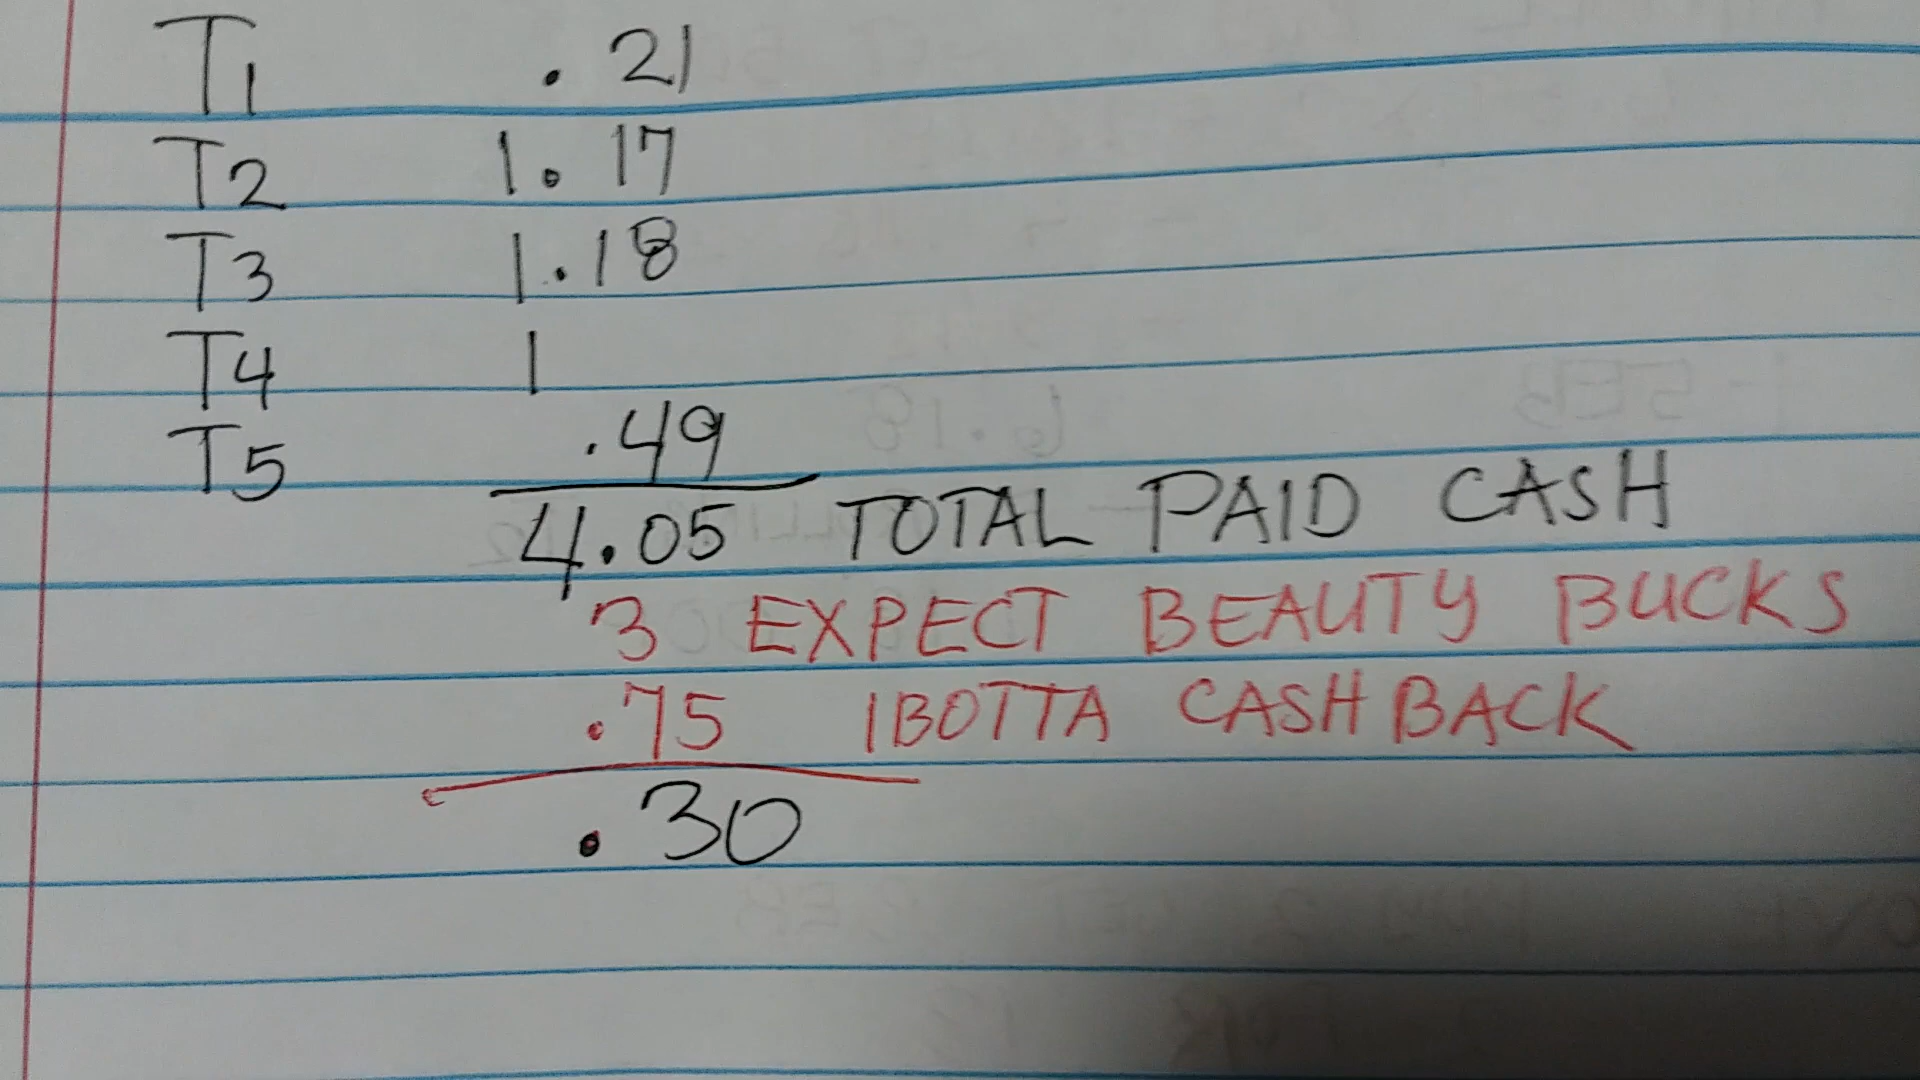 T1 .21
T2 1.17
T3 1.18
T4 1
T5 .49
4.05 TOTAL PAID CASH
3 EXPECT BEAUTY BUCKS
.75 IBOTTA CASH BACK
.30